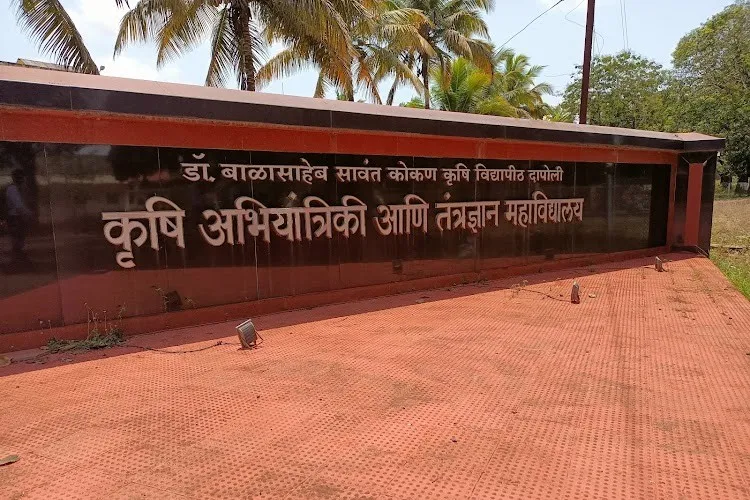 डॉ. बाळासाहेब सावंत कोकण कृषि विद्यापीठ दापोली
कृषि अभियांत्रिकी आणि तंत्रज्ञान महाविद्यालय